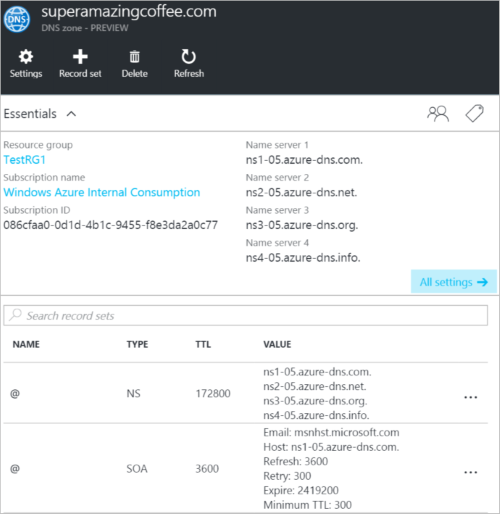 superamazingcoffee.com
DNS
DNS zone - PREVIEW
Settings
Record set
Delete
Refresh
Essentials
Resource group
TestRG1
Subscription name
Windows Azure Internal Consumption
Subscription ID
086cfaa0-0d1d-4b1c-9455-f8e3da2a0c77
Name server 1
ns1-05.azure-dns.com.
Name server 2
ns2-05.azure-dns.net.
Name server 3
ns3-05.azure-dns.org.
Name server 4
ns4-05.azure-dns.info.
All settings →
Search record sets
NAME TYPE TTL VALUE
@ NS 172800
ns1-05.azure-dns.com.
ns2-05.azure-dns.net.
ns3-05.azure-dns.org.
ns4-05.azure-dns.info.
...
@ SOA 3600
Email: msnhst.microsoft.com
Host: ns1-05.azure-dns.com.
Refresh: 3600
Retry: 300
Expire: 2419200
Minimum TTL: 300
...